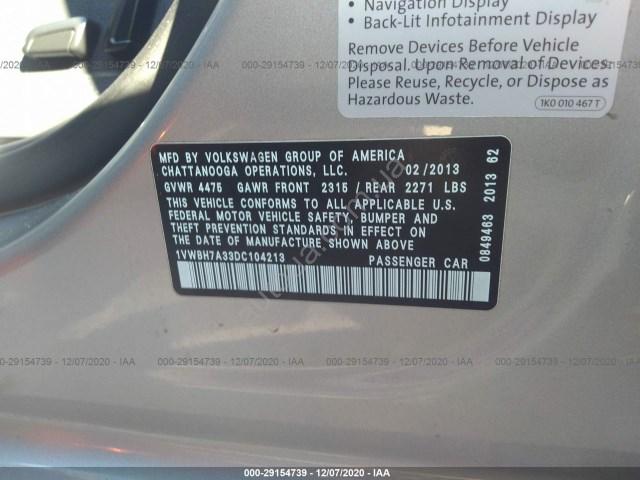 • Navigation Display
• Back-Lit Infotainment Display
Remove Devices Before Vehicle
Disposal. Upon Removal of Devices:
Please Reuse, Recycle, or Dispose as
Hazardous Waste.
1K0 010 467 T
MFD BY VOLKSWAGEN GROUP OF AMERICA
CHATTANOOGA OPERATIONS, LLC. 02/2013
GVWR 4475 GAWR FRONT 2315 / REAR 2271 LBS
THIS VEHICLE CONFORMS TO ALL APPLICABLE U.S.
FEDERAL MOTOR VEHICLE SAFETY, BUMPER AND
THEFT PREVENTION STANDARDS IN EFFECT ON
THE DATE OF MANUFACTURE SHOWN ABOVE
1VWBH7A33DC104213 PASSENGER CAR
0849463 2013 62
000-29154739 - 12/07/2020 - IAA